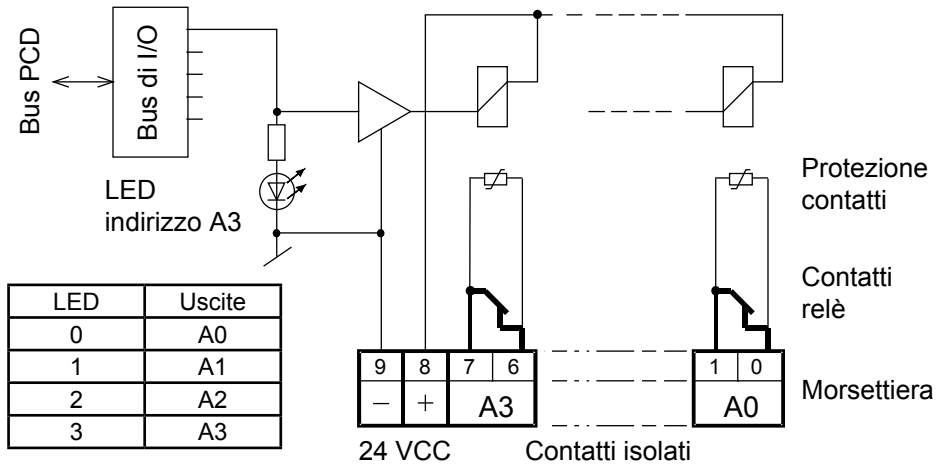 Bus PCD
Bus di I/O
LED
indirizzo A3
Protezione
contatti
Contatti
relè
LED Uscite
0 A0
1 A1
2 A2
3 A3
9 8 7 6 1 0
− + A3 A0
Morsettiera
24 VCC Contatti isolati